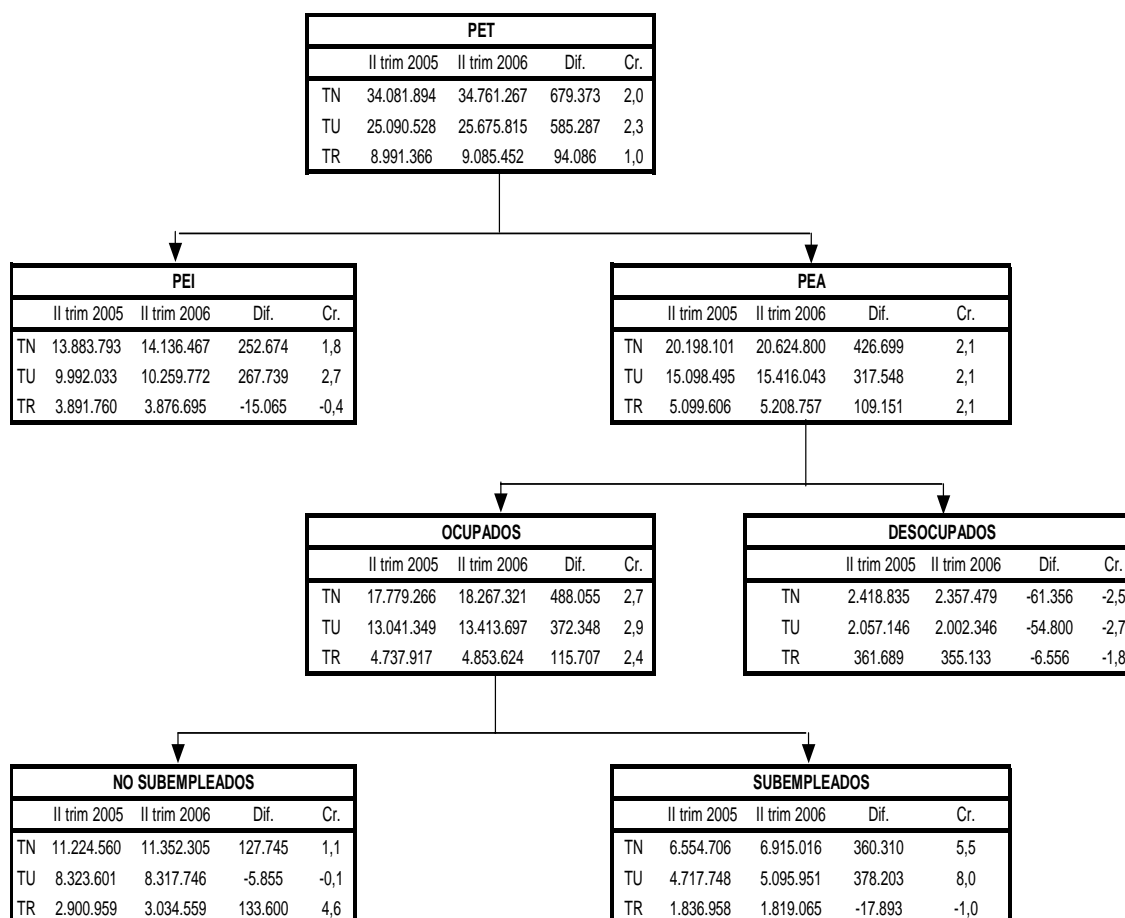 PET
II trim 2005 II trim 2006 Dif. Cr.
TN 34.081.894 34.761.267 679.373 2,0
TU 25.090.528 25.675.815 585.287 2,3
TR 8.991.366 9.085.452 94.086 1,0
PEI
II trim 2005 II trim 2006 Dif. Cr.
TN 13.883.793 14.136.467 252.674 1,8
TU 9.992.033 10.259.772 267.739 2,7
TR 3.891.760 3.876.695 -15.065 -0,4
PEA
II trim 2005 II trim 2006 Dif. Cr.
TN 20.198.101 20.624.800 426.699 2,1
TU 15.098.495 15.416.043 317.548 2,1
TR 5.099.606 5.208.757 109.151 2,1
OCUPADOS
II trim 2005 II trim 2006 Dif. Cr.
TN 17.779.266 18.267.321 488.055 2,7
TU 13.041.349 13.413.697 372.348 2,9
TR 4.737.917 4.853.624 115.707 2,4
DESOCUPADOS
II trim 2005 II trim 2006 Dif. Cr.
TN 2.418.835 2.357.479 -61.356 -2,5
TU 2.057.146 2.002.346 -54.800 -2,7
TR 361.689 355.133 -6.556 -1,8
NO SUBEMPLEADOS
II trim 2005 II trim 2006 Dif. Cr.
TN 11.224.560 11.352.305 127.745 1,1
TU 8.323.601 8.317.746 -5.855 -0,1
TR 2.900.959 3.034.559 133.600 4,6
SUBEMPLEADOS
II trim 2005 II trim 2006 Dif. Cr.
TN 6.554.706 6.915.016 360.310 5,5
TU 4.717.748 5.095.951 378.203 8,0
TR 1.836.958 1.819.065 -17.893 -1,0